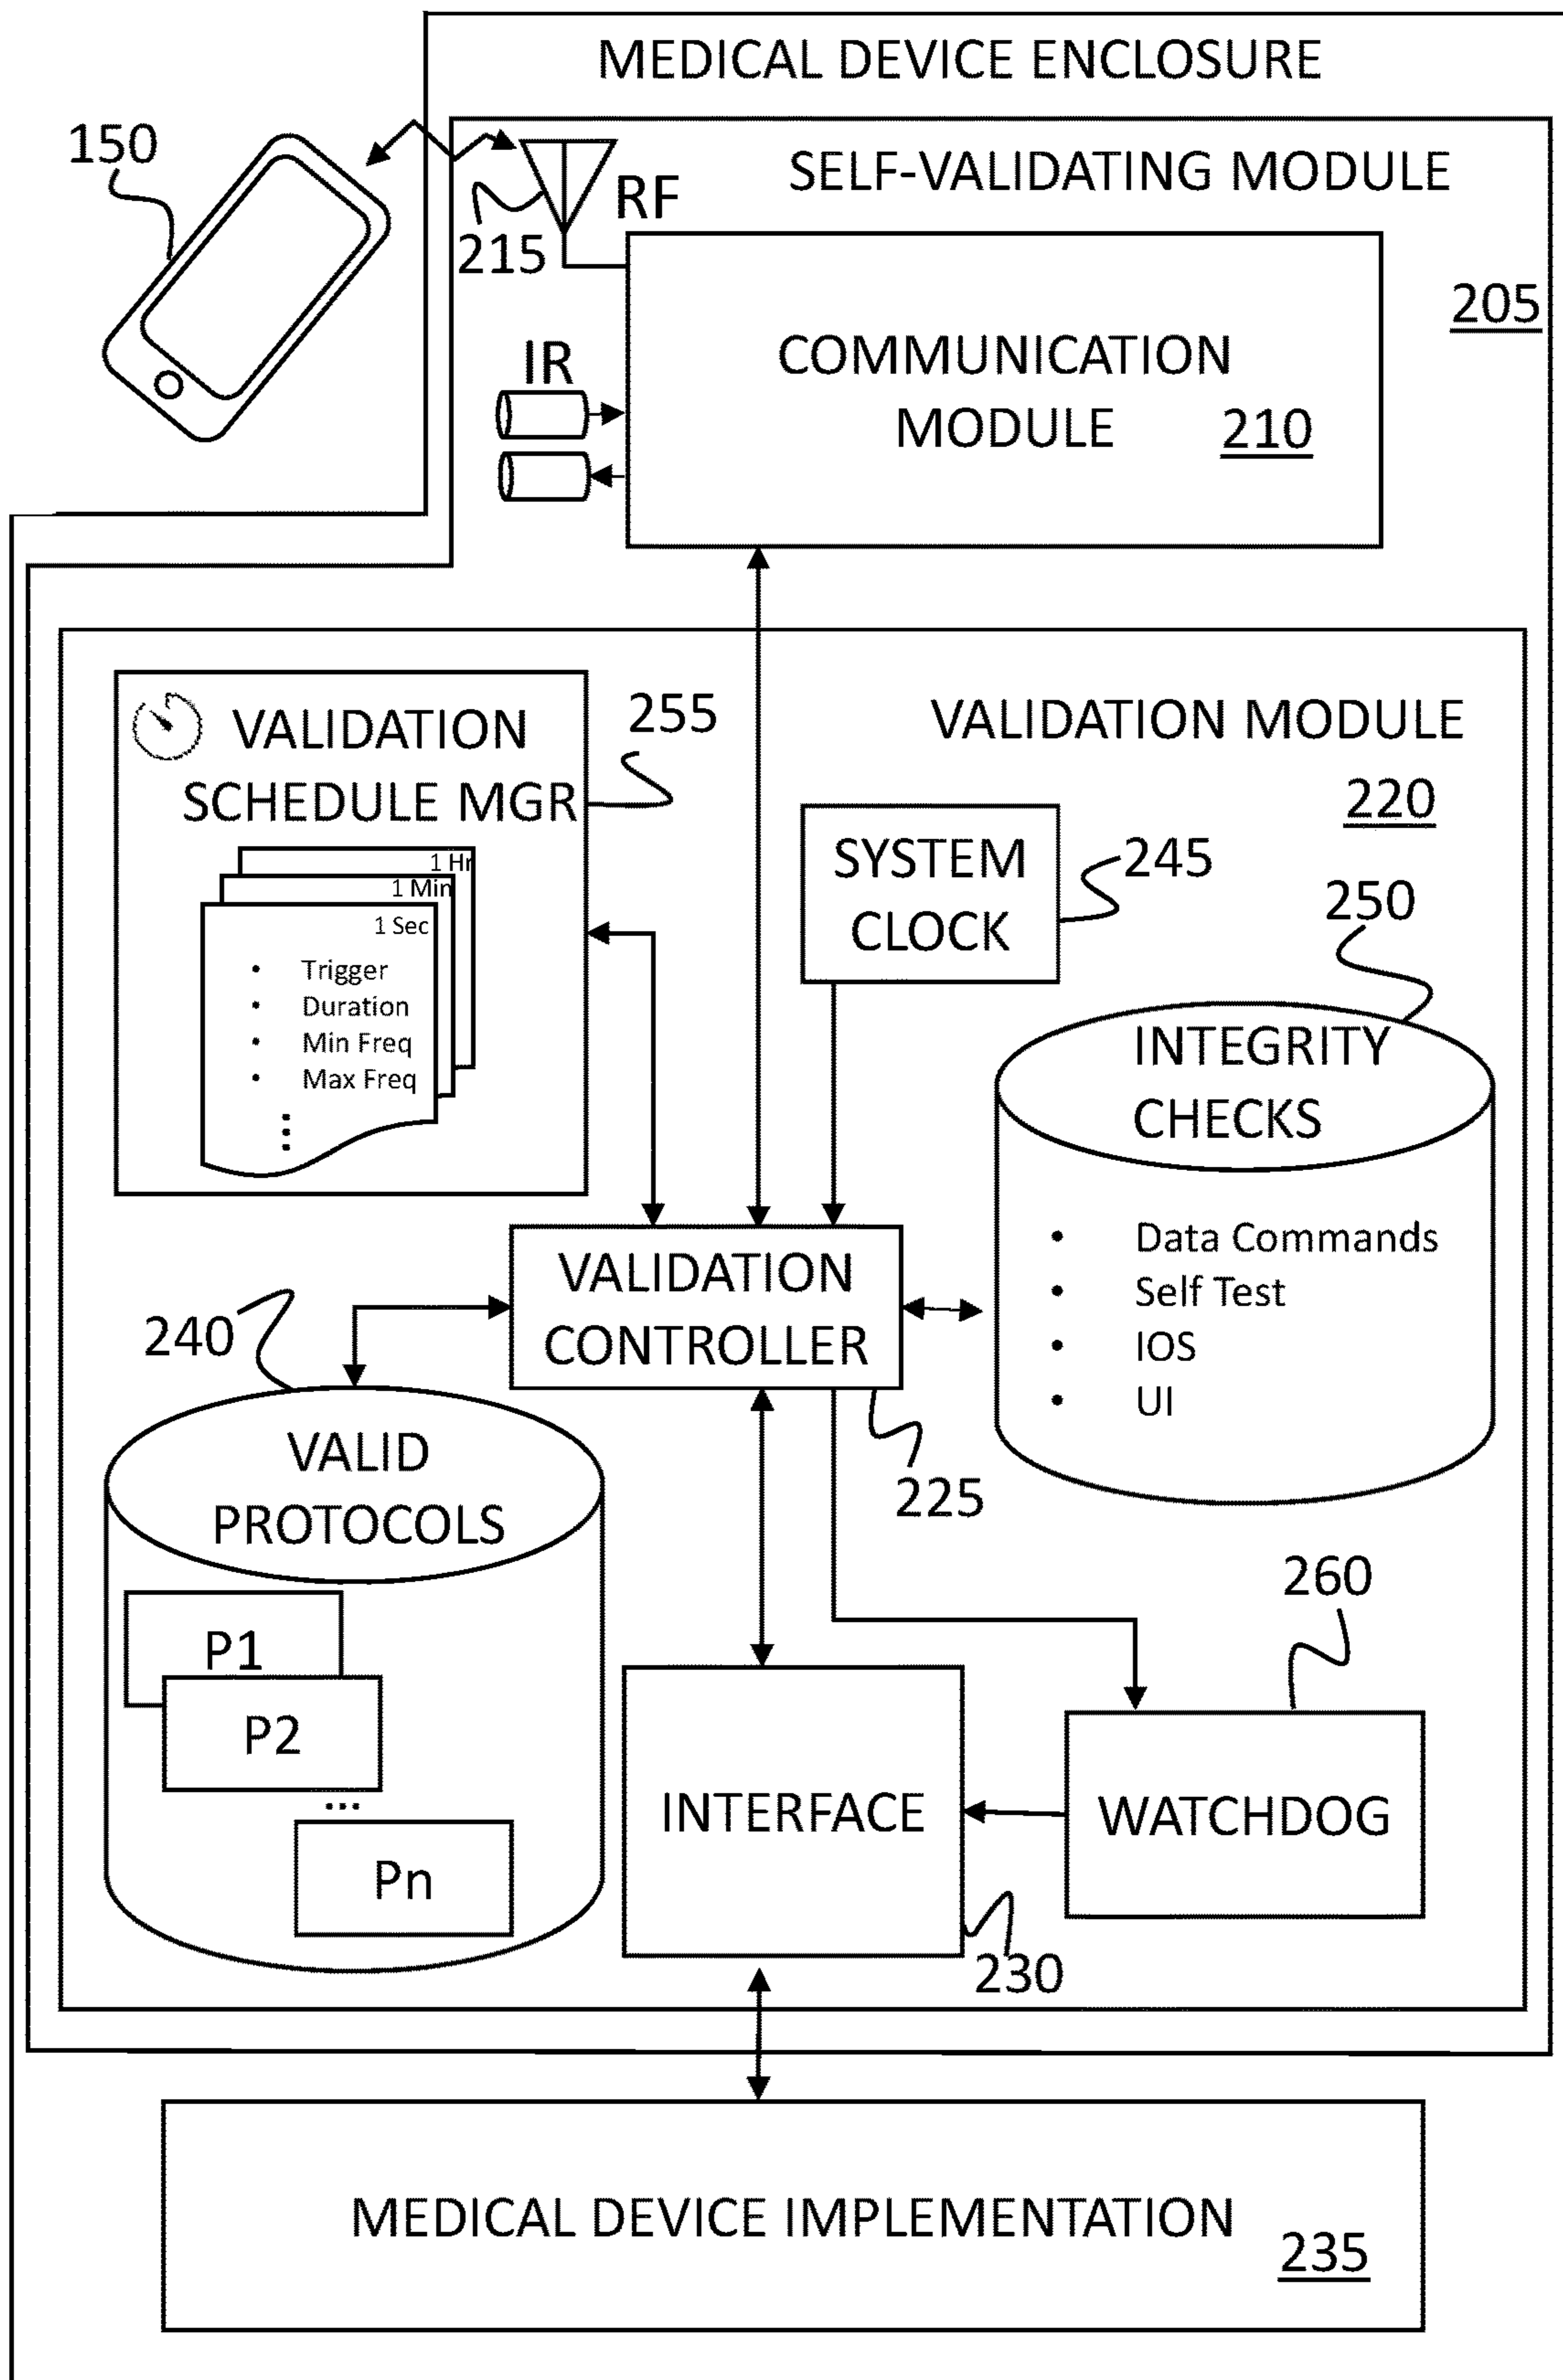 MEDICAL DEVICE ENCLOSURE
150
SELF-VALIDATING MODULE
RF
215
205
IR
COMMUNICATION
MODULE 210
VALIDATION
SCHEDULE MGR
255
VALIDATION MODULE
220
1 Hr
1 Min
1 Sec
• Trigger
• Duration
• Min Freq
• Max Freq
⋮
SYSTEM
CLOCK
245
250
INTEGRITY
CHECKS
• Data Commands
• Self Test
• IOS
• UI
VALIDATION
CONTROLLER
225
240
VALID
PROTOCOLS
P1
P2
...
Pn
260
INTERFACE
WATCHDOG
230
MEDICAL DEVICE IMPLEMENTATION
235